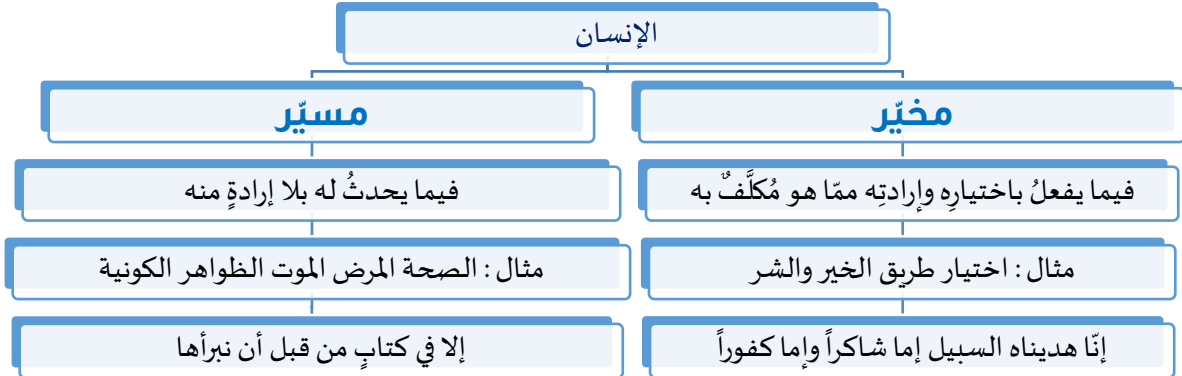 الإنسان
مخيّر
مسيّر
فيما يفعلُ باختيارِه وإرادتِه ممّا هو مُكلَّفٌ به
فيما يحدثُ له بلا إرادةٍ منه
مثال : اختيار طريق الخير والشر
مثال : الصحة المرض الموت الظواهر الكونية
إنّا هديناه السبيل إما شاكراً وإما كفوراً
إلا في كتابٍ من قبل أن نبرأها